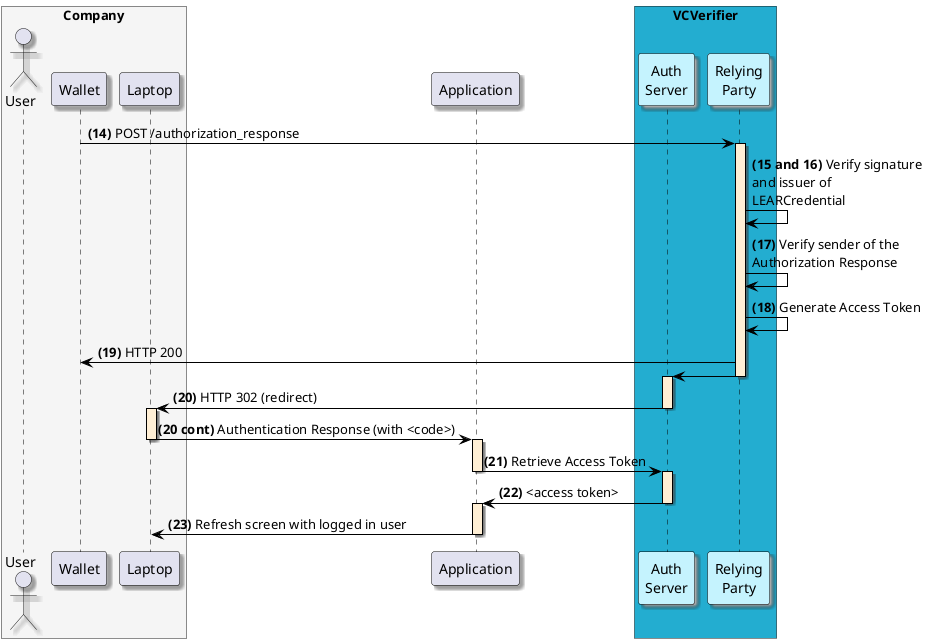 Company
VCVerifier
User
Wallet
Laptop
Application
Auth
Server
Relying
Party
(14) POST /authorization_response
(15 and 16) Verify signature
and issuer of
LEARCredential
(17) Verify sender of the
Authorization Response
(18) Generate Access Token
(19) HTTP 200
(20) HTTP 302 (redirect)
(20 cont) Authentication Response (with <code>)
(21) Retrieve Access Token
(22) <access token>
(23) Refresh screen with logged in user
User
Wallet
Laptop
Application
Auth
Server
Relying
Party